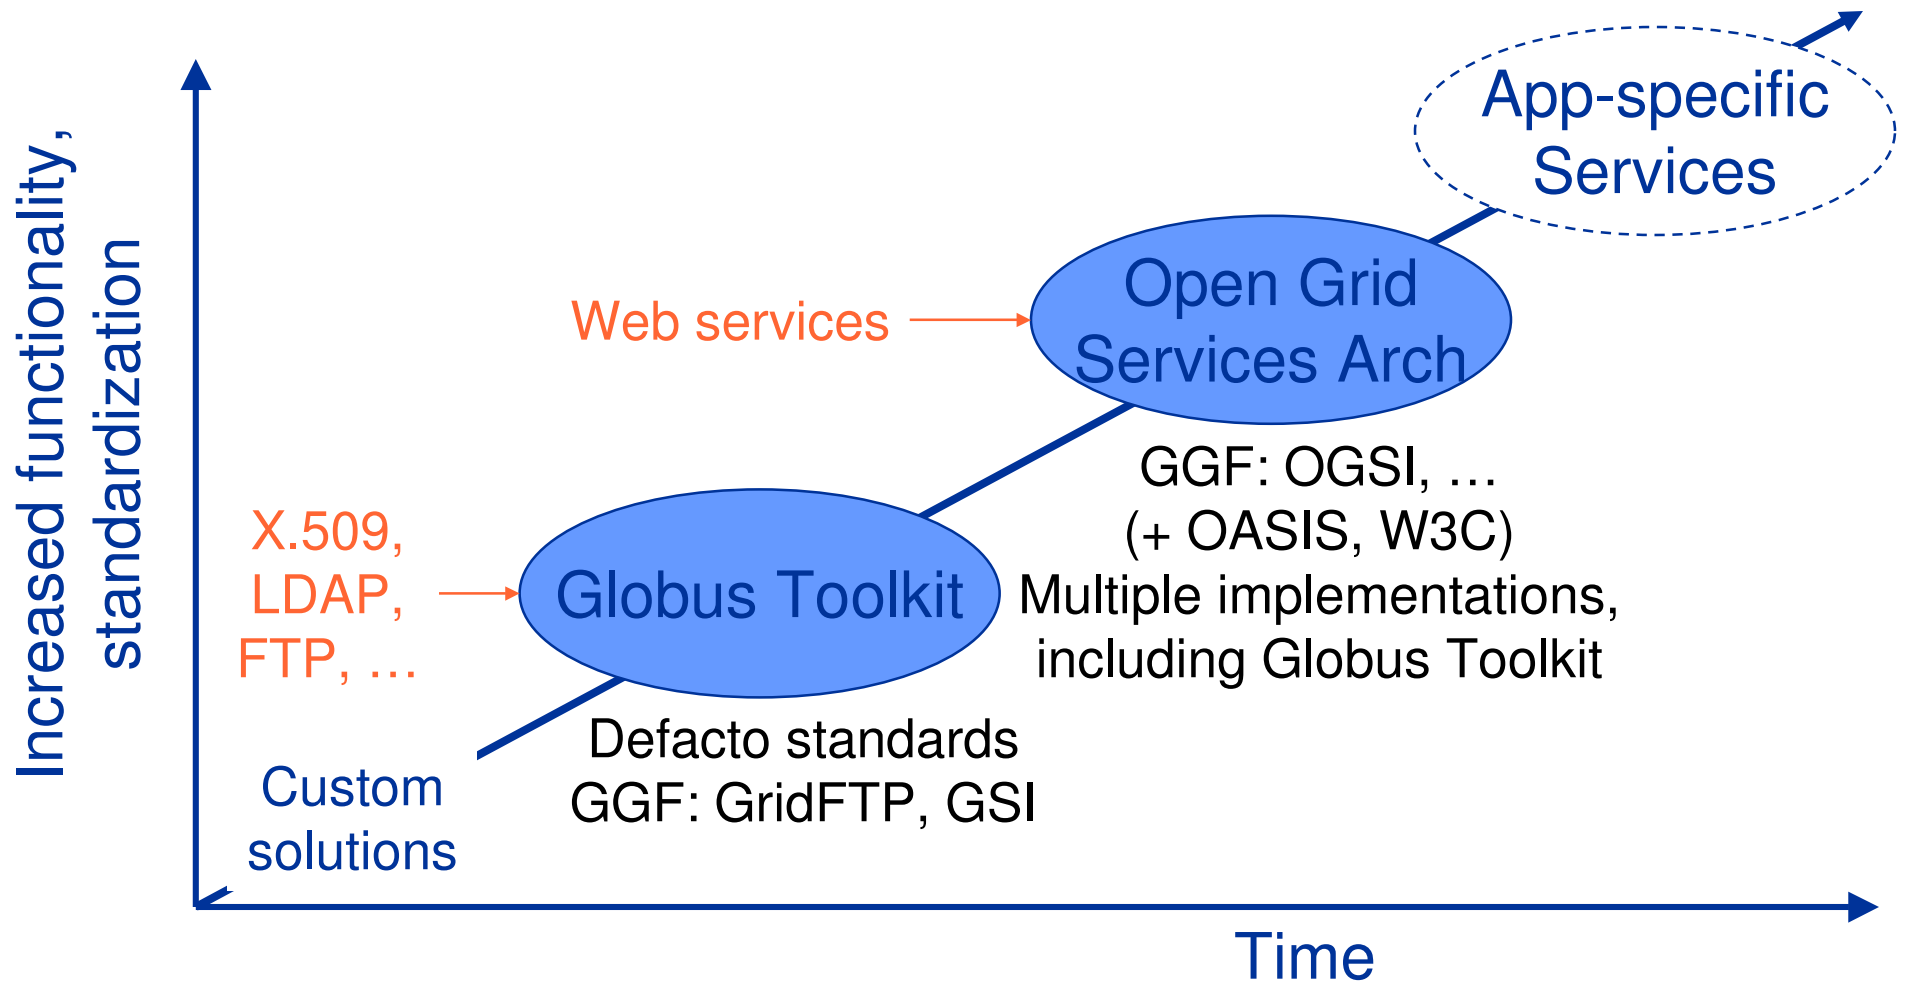 Increased functionality,
standardization
App-specific
Services
Open Grid
Services Arch
Web services
GGF: OGSI, …
(+ OASIS, W3C)
Multiple implementations,
including Globus Toolkit
X.509,
LDAP,
FTP, …
Globus Toolkit
Defacto standards
GGF: GridFTP, GSI
Custom
solutions
Time